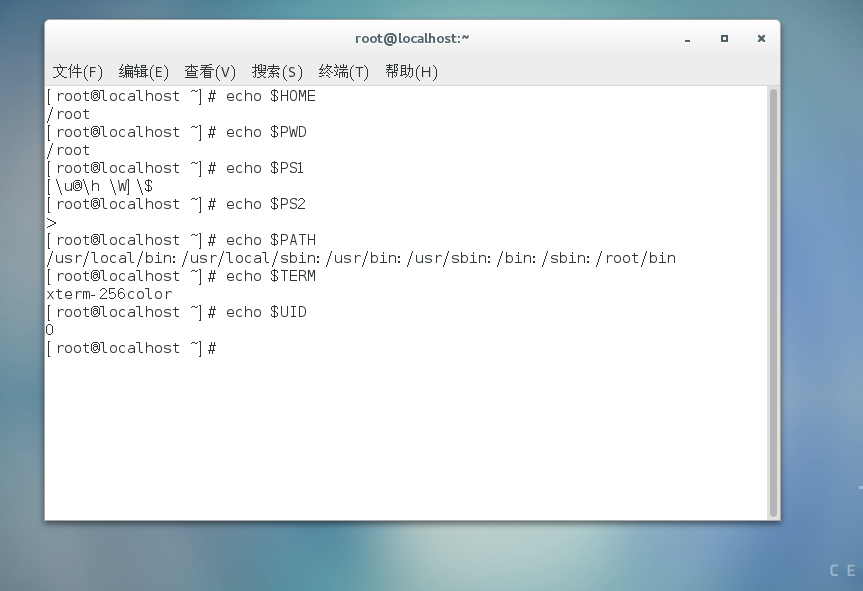 root@localhost:~
文件(F) 编辑(E) 查看(V) 搜索(S) 终端(T) 帮助(H)
[root@localhost ~]# echo $HOME
/root
[root@localhost ~]# echo $PWD
/root
[root@localhost ~]# echo $PS1
[\u@\h \W]\$
[root@localhost ~]# echo $PS2
>
[root@localhost ~]# echo $PATH
/usr/local/bin:/usr/local/sbin:/usr/bin:/usr/sbin:/bin:/sbin:/root/bin
[root@localhost ~]# echo $TERM
xterm-256color
[root@localhost ~]# echo $UID
0
[root@localhost ~]#
C E